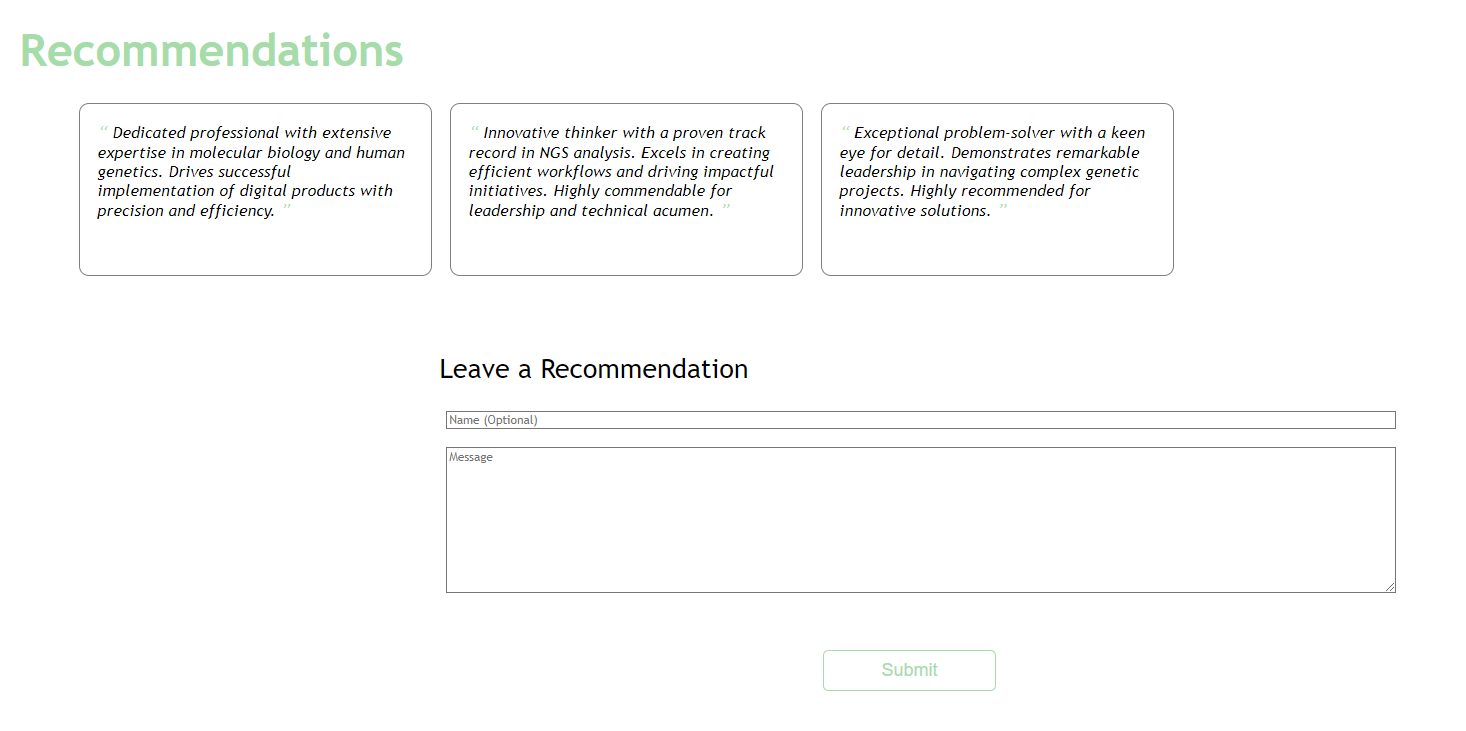 Recommendations
“ Dedicated professional with extensive
expertise in molecular biology and human
genetics. Drives successful
implementation of digital products with
precision and efficiency. ”
“ Innovative thinker with a proven track
record in NGS analysis. Excels in creating
efficient workflows and driving impactful
initiatives. Highly commendable for
leadership and technical acumen. ”
“ Exceptional problem-solver with a keen
eye for detail. Demonstrates remarkable
leadership in navigating complex genetic
projects. Highly recommended for
innovative solutions. ”
Leave a Recommendation
Name (Optional)
Message
Submit